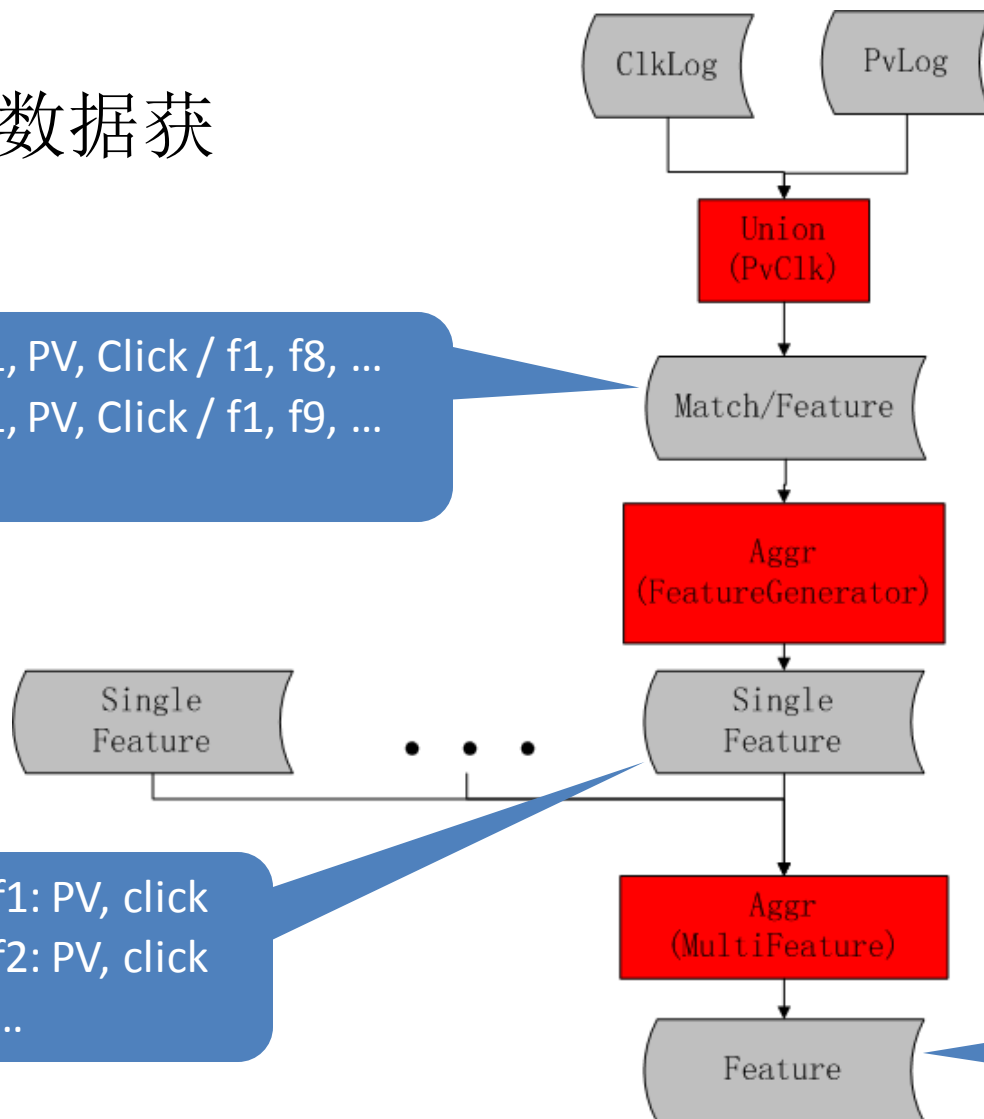 数据获
ClkLog
PvLog
Union
(PvClk)
, PV, Click / f1, f8, ...
, PV, Click / f1, f9, ...
Match/Feature
Aggr
(FeatureGenerator)
Single
Feature
• • •
Single
Feature
f1: PV, click
f2: PV, click
..
Aggr
(MultiFeature)
Feature